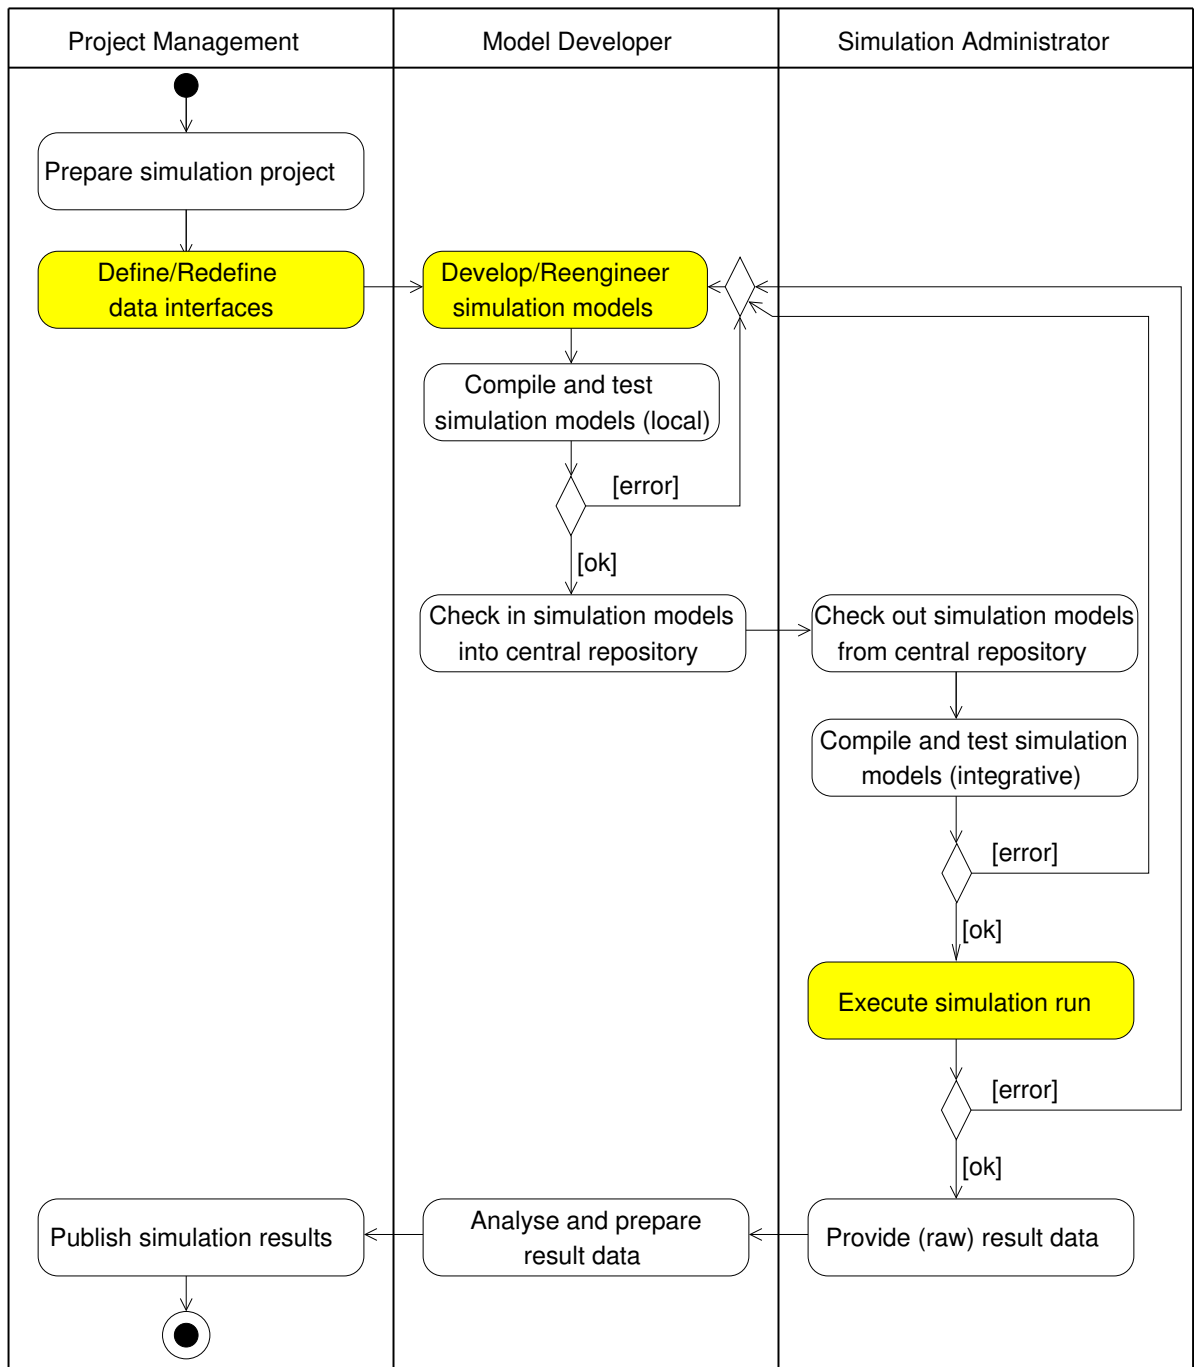 Project Management
Model Developer
Simulation Administrator
Prepare simulation project
Define/Redefine
data interfaces
Develop/Reengineer
simulation models
Compile and test
simulation models (local)
[error]
[ok]
Check in simulation models
into central repository
Check out simulation models
from central repository
Compile and test simulation
models (integrative)
[error]
[ok]
Execute simulation run
[error]
[ok]
Provide (raw) result data
Analyse and prepare
result data
Publish simulation results